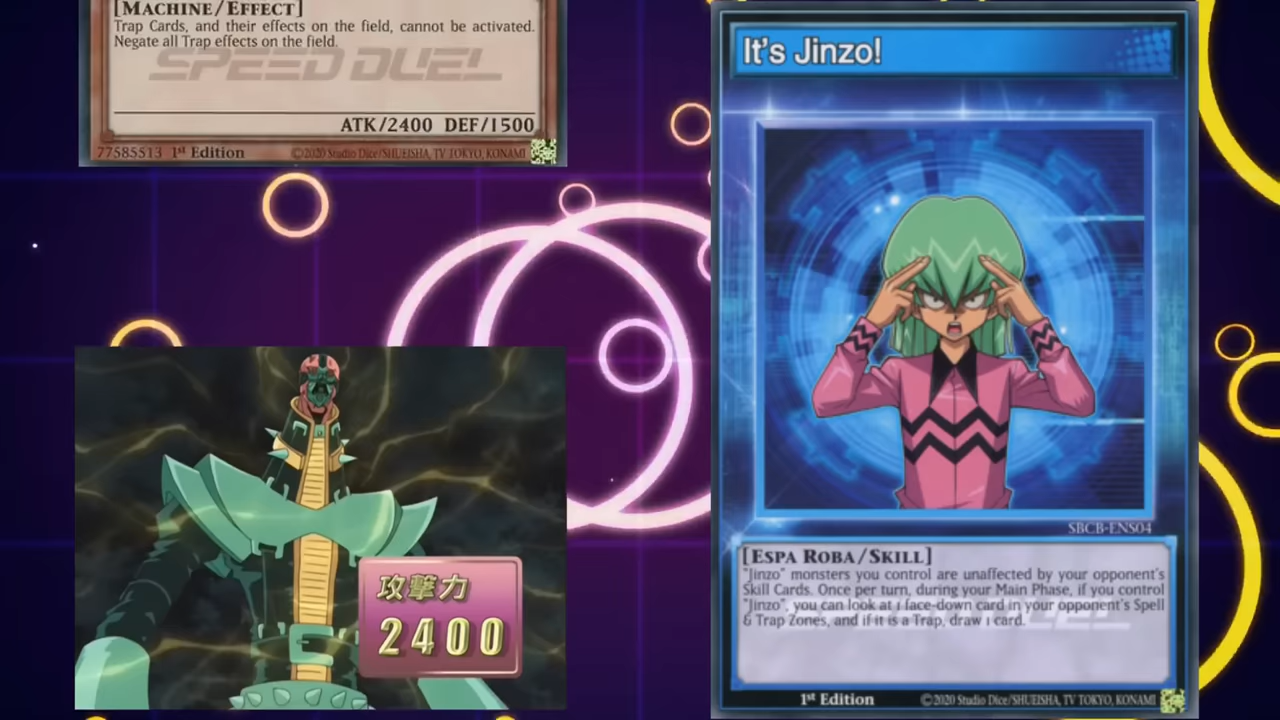 [MACHINE/EFFECT]
Trap Cards, and their effects on the field, cannot be activated.
Negate all Trap effects on the field.
SPEED DUEL
ATK/2400 DEF/1500
77585513 1st Edition ©2020 Studio Dice/SHUEISHA, TV TOKYO, KONAMI
攻撃力
2400
It's Jinzo!
SBCB-ENS04
[ESPA ROBA/SKILL]
"Jinzo" monsters you control are unaffected by your opponent's
Skill Cards. Once per turn, during your Main Phase, if you control
"Jinzo", you can look at 1 face-down card in your opponent's Spell
& Trap Zones, and if it is a Trap, draw 1 card.
1st Edition ©2020 Studio Dice/SHUEISHA, TV TOKYO, KONAMI